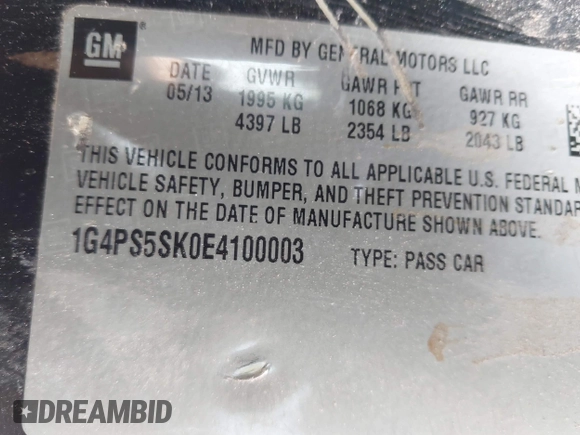 GM
MFD BY GENERAL MOTORS LLC
DATE GVWR GAWR FRT GAWR RR
05/13 1995 KG 1068 KG 927 KG
4397 LB 2354 LB 2043 LB
THIS VEHICLE CONFORMS TO ALL APPLICABLE U.S. FEDERAL M
VEHICLE SAFETY, BUMPER, AND THEFT PREVENTION STANDAR
EFFECT ON THE DATE OF MANUFACTURE SHOWN ABOVE.
1G4PS5SK0E4100003 TYPE: PASS CAR
DREAMBID